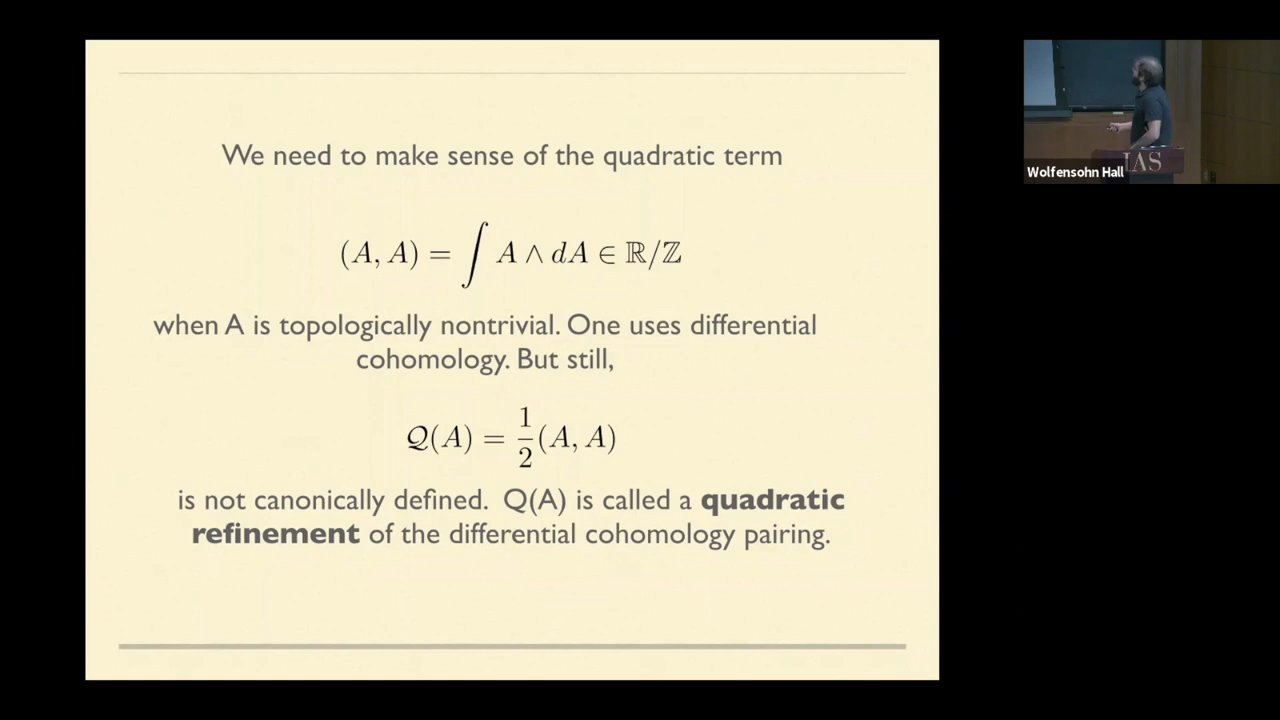 We need to make sense of the quadratic term
(A, A) = ∫ A ∧ dA ∈ ℝ/ℤ
when A is topologically nontrivial. One uses differential
cohomology. But still,
𝒬(A) = 1/2 (A, A)
is not canonically defined. Q(A) is called a quadratic
refinement of the differential cohomology pairing.
IAS
Wolfensohn Hall